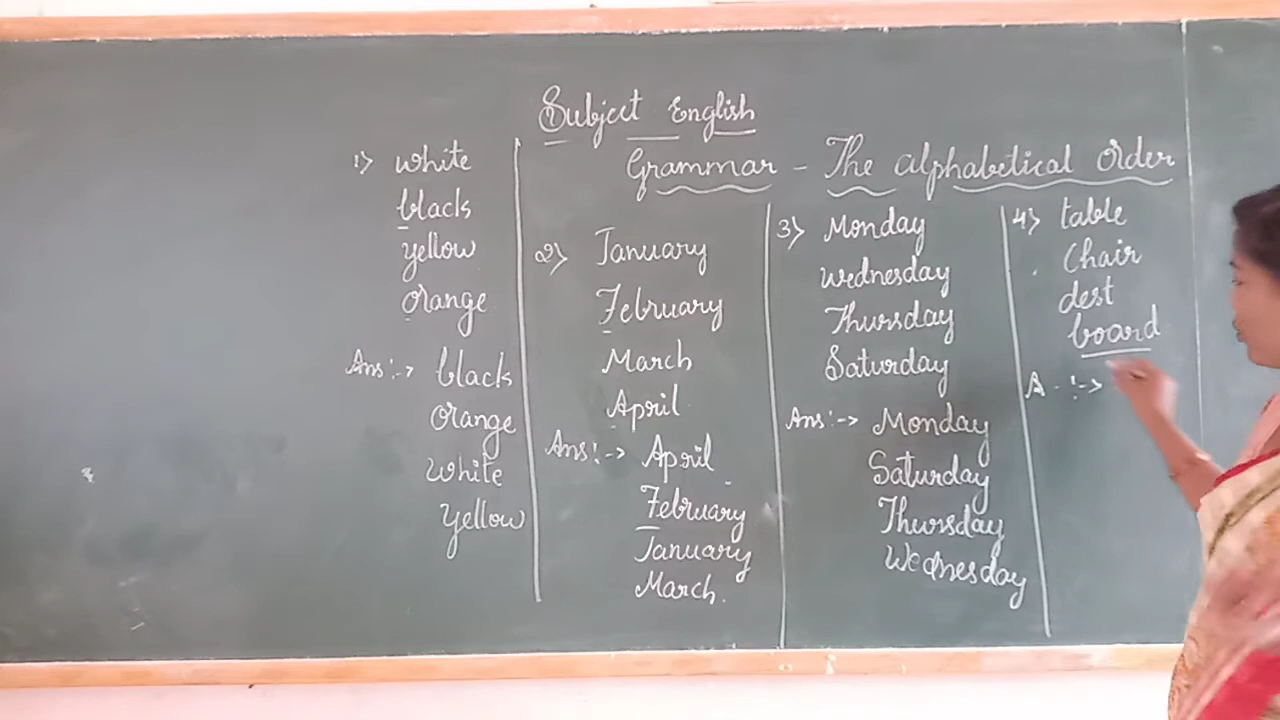 Subject English
Grammar - The alphabetical Order
1) white
black
yellow
orange
Ans:-> black
orange
white
yellow
2) January
February
March
April
Ans:-> April
February
January
March.
3) Monday
Wednesday
Thursday
Saturday
Ans:-> Monday
Saturday
Thursday
Wednesday
4) table
Chair
dest
board
A-:->